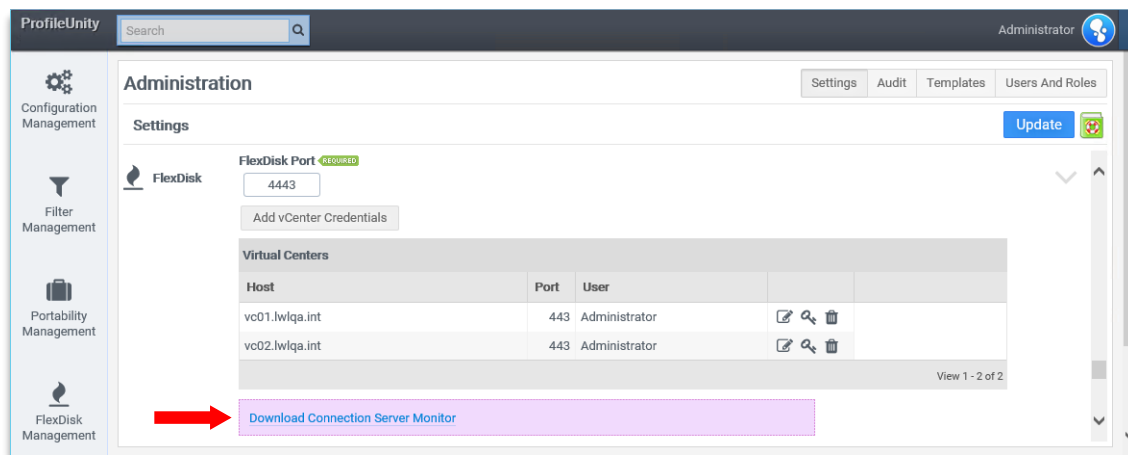 ProfileUnity
Search
Administrator
Configuration
Management
Filter
Management
Portability
Management
FlexDisk
Management
Administration
Settings
Audit
Templates
Users And Roles
Settings
Update
FlexDisk
FlexDisk Port REQUIRED
4443
Add vCenter Credentials
Virtual Centers
Host Port User
vc01.lwlqa.int 443 Administrator
vc02.lwlqa.int 443 Administrator
View 1 - 2 of 2
Download Connection Server Monitor